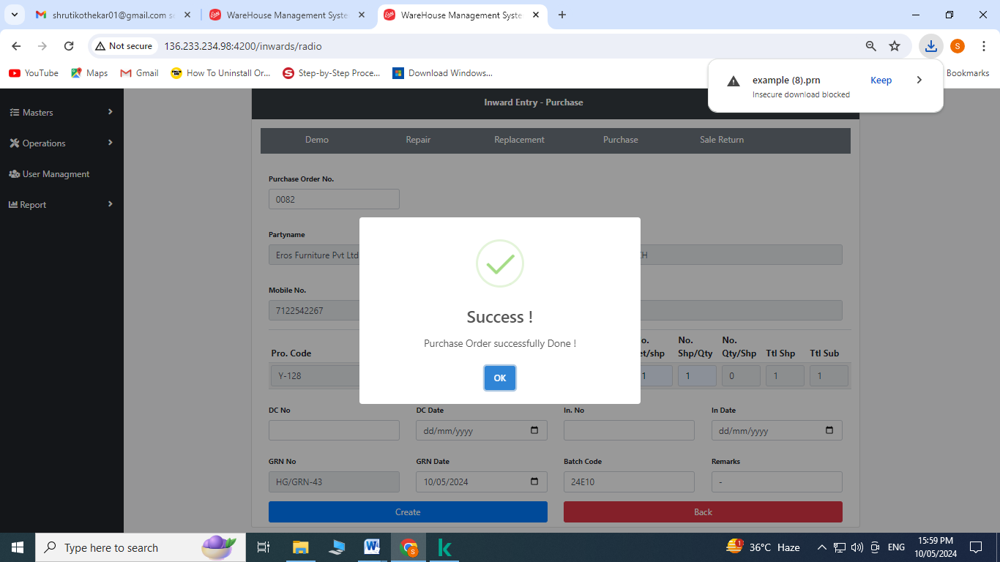 shrutikothekar01@gmail.com se
WareHouse Management Syste
WareHouse Management Syste
Not secure
136.233.234.98:4200/inwards/radio
S
YouTube
Maps
Gmail
How To Uninstall Or...
Step-by-Step Proce...
Download Windows...
Bookmarks
example (8).prn
Keep
Insecure download blocked
Masters
Operations
User Managment
Report
Inward Entry - Purchase
Demo
Repair
Replacement
Purchase
Sale Return
Purchase Order No.
0082
Partyname
Eros Furniture Pvt Ltd
Mobile No.
7122542267
Success !
Purchase Order successfully Done !
OK
Pro. Code
No. Shp/Qty
No. Qty/Shp
Ttl Shp
Ttl Sub
Y-128
1
1
0
1
1
DC No
DC Date
In. No
In Date
dd/mm/yyyy
dd/mm/yyyy
GRN No
GRN Date
Batch Code
Remarks
HG/GRN-43
10/05/2024
24E10
-
Create
Back
Type here to search
36°C Haze
ENG
15:59 PM
10/05/2024